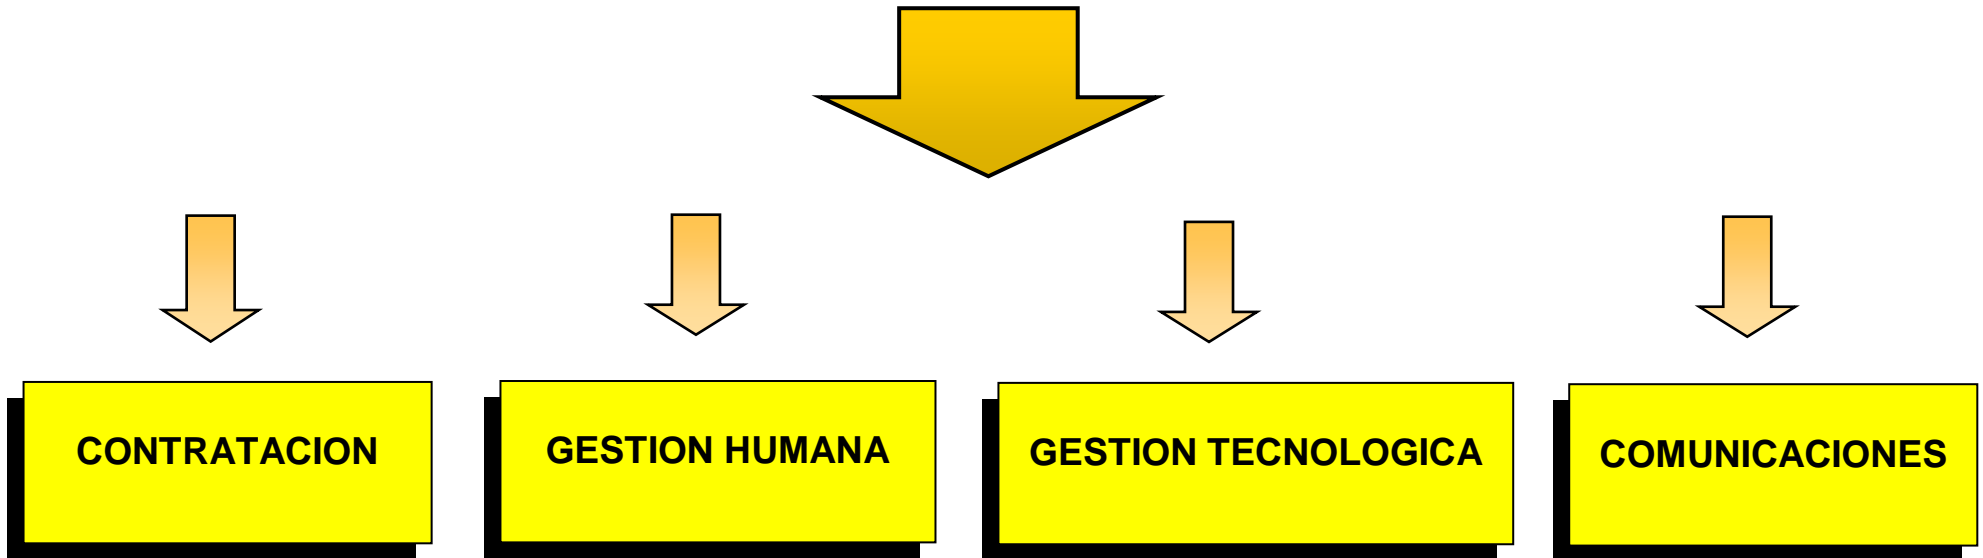 CONTRATACION
GESTION HUMANA
GESTION TECNOLOGICA
COMUNICACIONES